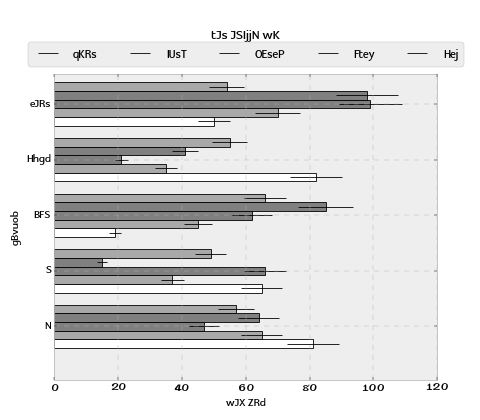 tJs JSljjN wK
qKRs IUsT OEseP Ftey Hej
eJRs
Hhgd
BFS
S
N
gBvuob
0 20 40 60 80 100 120
wJX ZRd